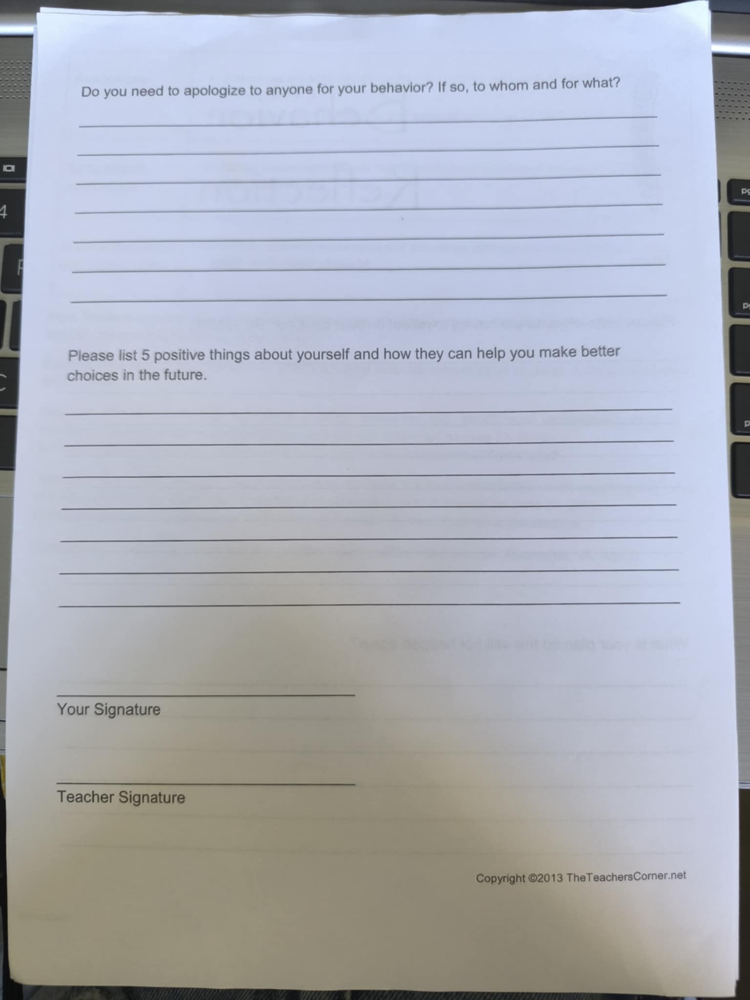 Do you need to apologize to anyone for your behavior? If so, to whom and for what?
Please list 5 positive things about yourself and how they can help you make better
choices in the future.
Your Signature
Teacher Signature
Copyright ©2013 TheTeachersCorner.net
4
F
C
pg